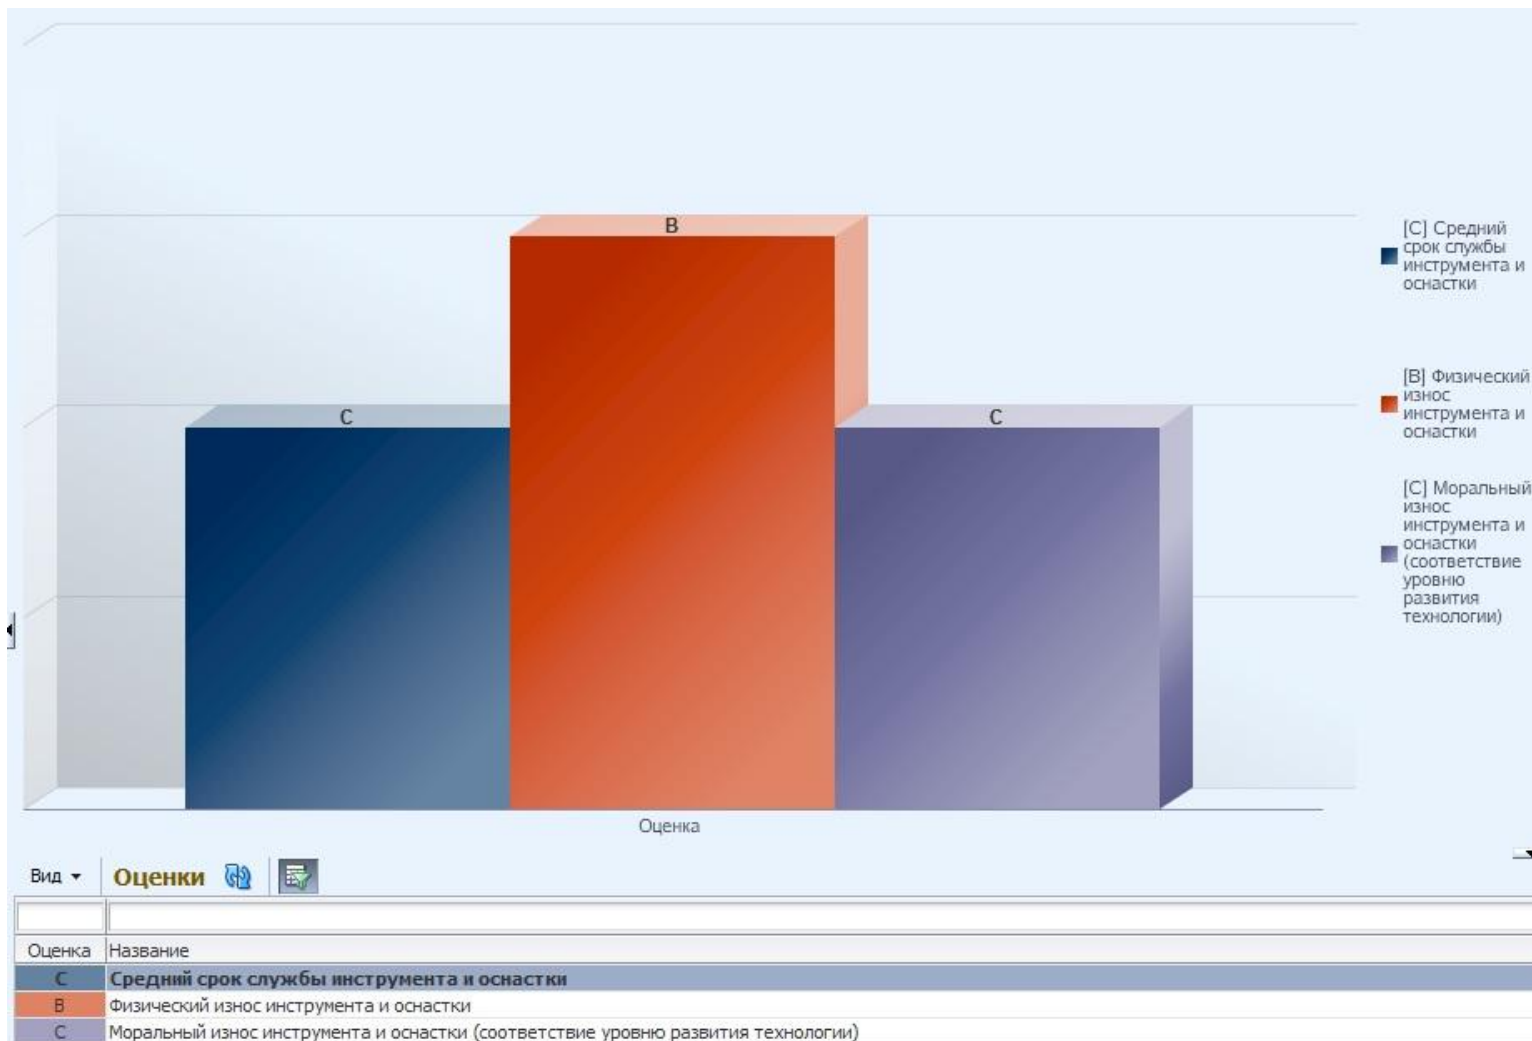 B
C
C
[C] Средний
срок службы
инструмента и
оснастки
[B] Физический
износ
инструмента и
оснастки
[C] Моральный
износ
инструмента и
оснастки
(соответствие
уровню
развития
технологии)
Оценка
Вид
Оценки
Оценка Название
C Средний срок службы инструмента и оснастки
B Физический износ инструмента и оснастки
C Моральный износ инструмента и оснастки (соответствие уровню развития технологии)